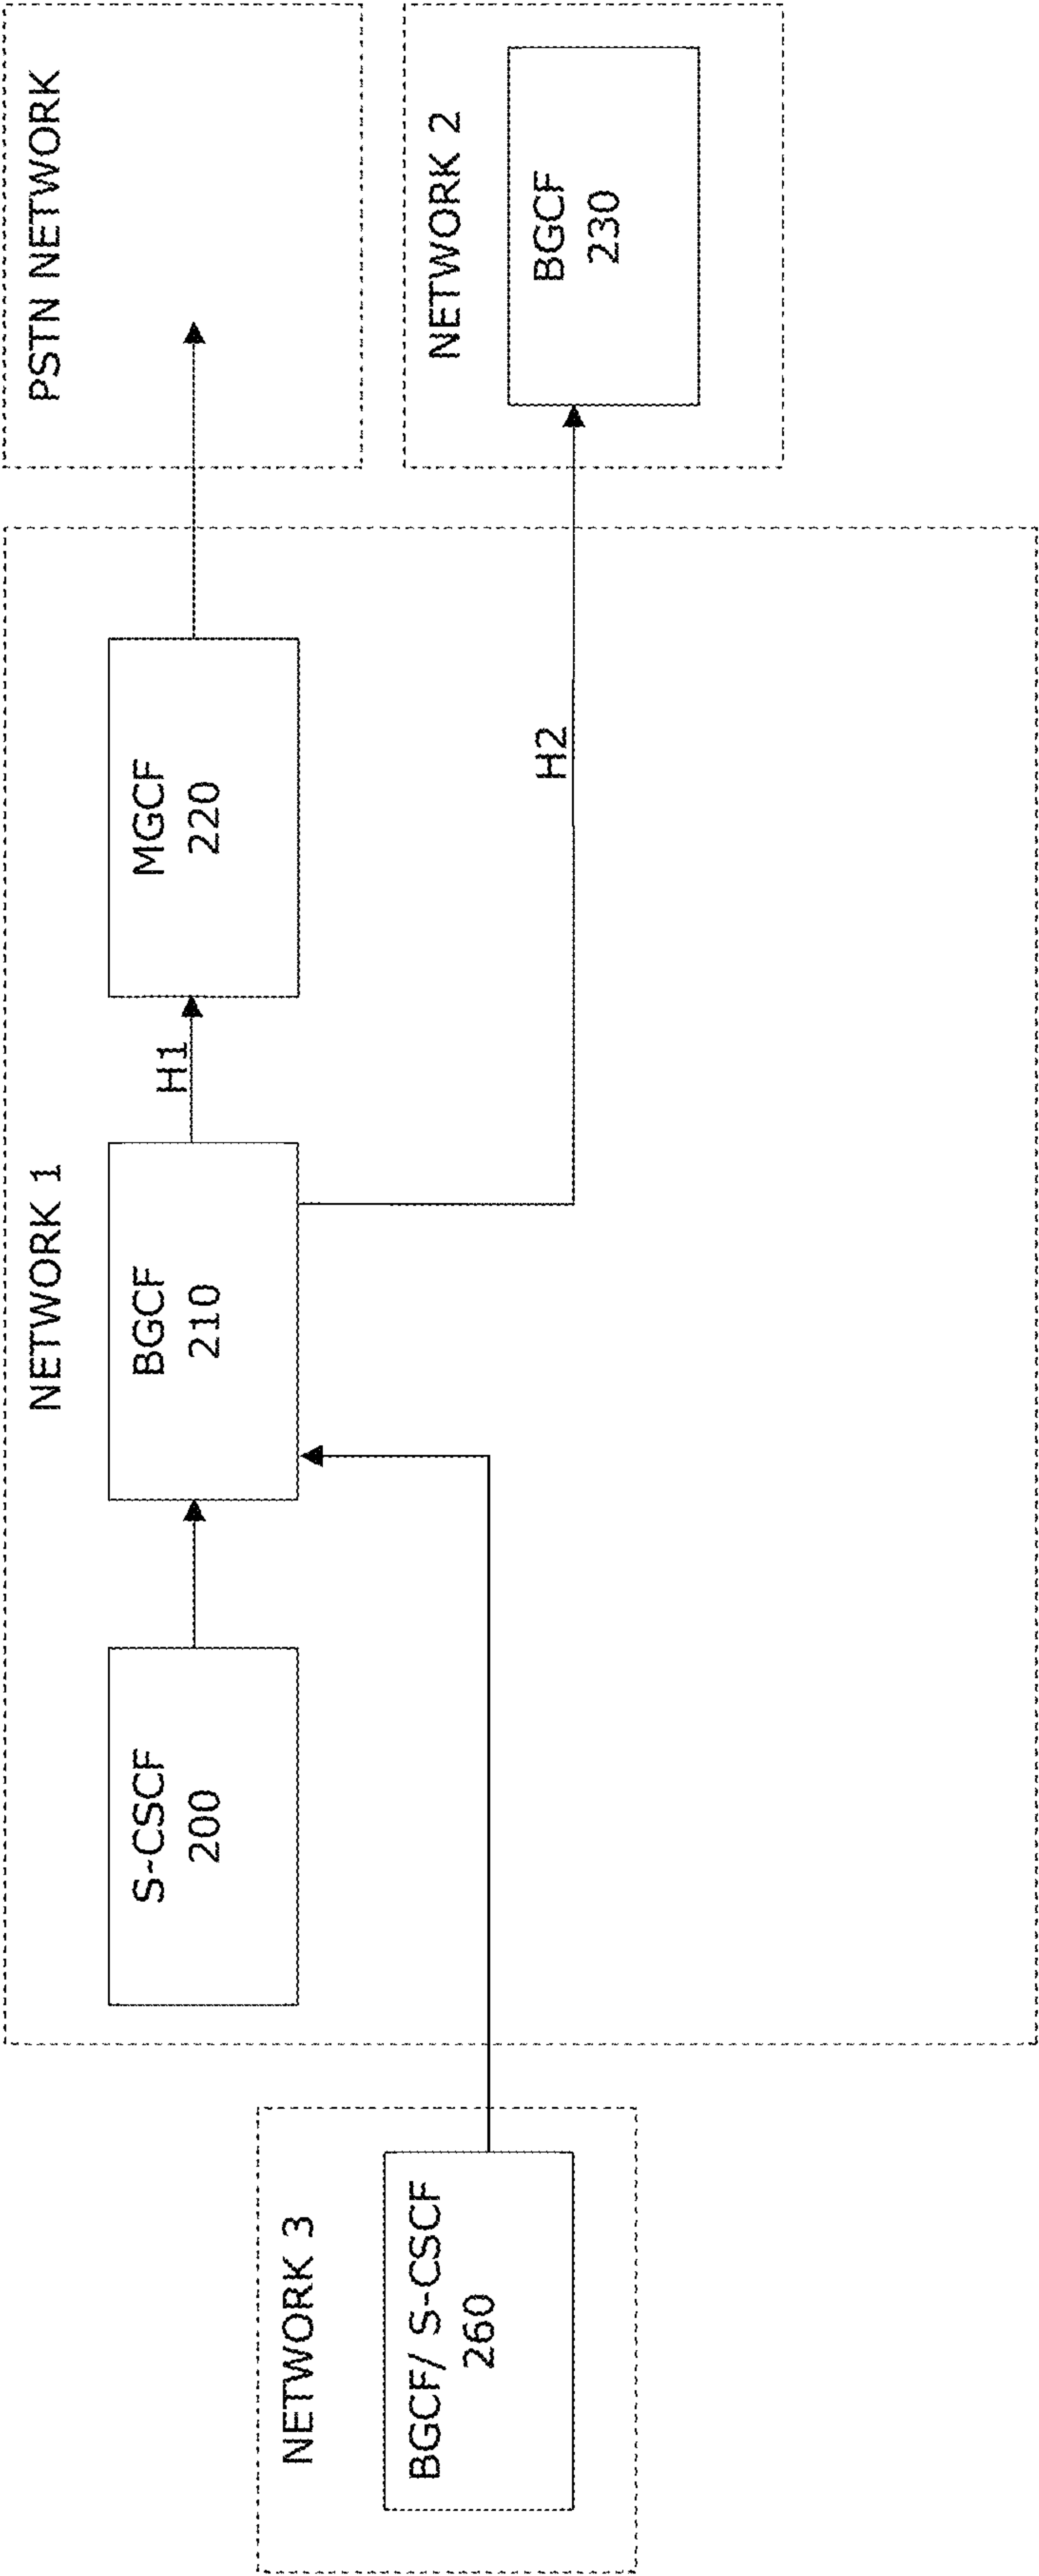 NETWORK 3
BGCF/ S-CSCF
260
NETWORK 1
S-CSCF
200
BGCF
210
H1
MGCF
220
H2
PSTN NETWORK
NETWORK 2
BGCF
230